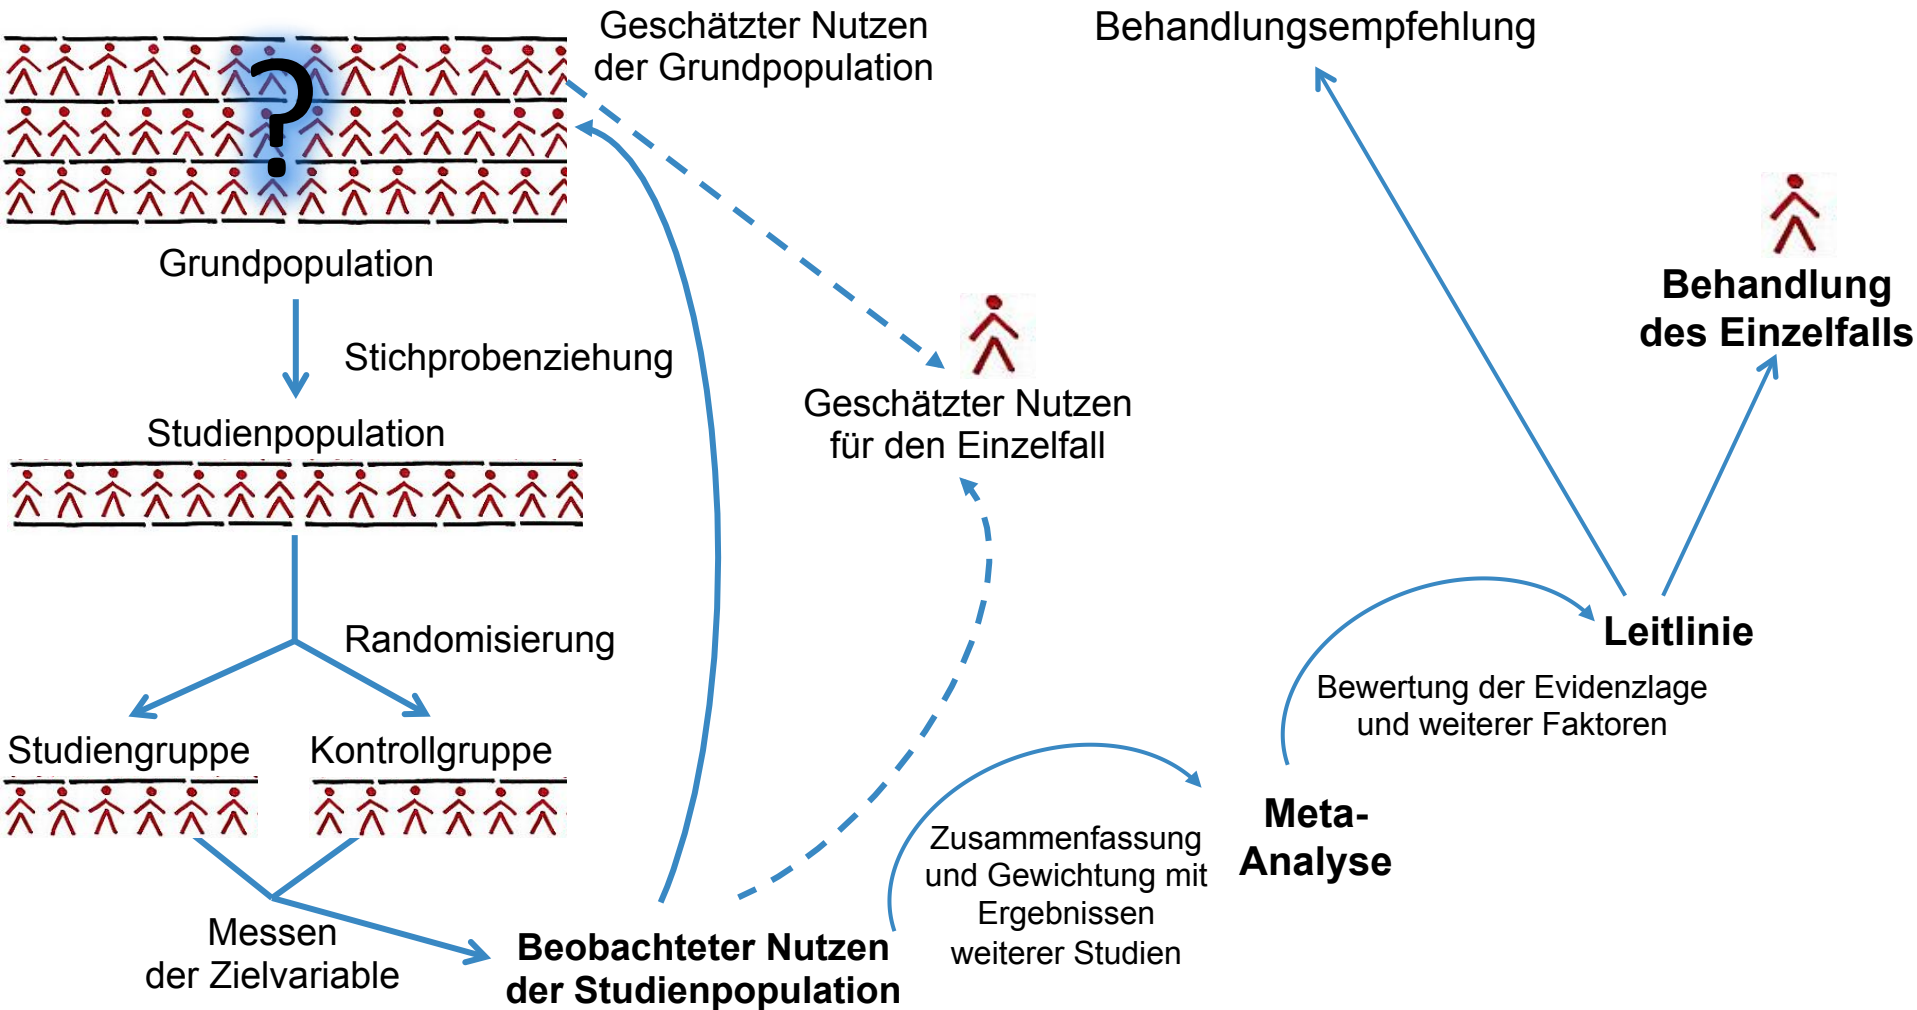 Geschätzter Nutzen
der Grundpopulation
Behandlungsempfehlung
?
Grundpopulation
Behandlung
des Einzelfalls
Stichprobenziehung
Geschätzter Nutzen
für den Einzelfall
Studienpopulation
Randomisierung
Leitlinie
Bewertung der Evidenzlage
und weiterer Faktoren
Studiengruppe
Kontrollgruppe
Meta-
Analyse
Zusammenfassung
und Gewichtung mit
Ergebnissen
weiterer Studien
Messen
der Zielvariable
Beobachteter Nutzen
der Studienpopulation